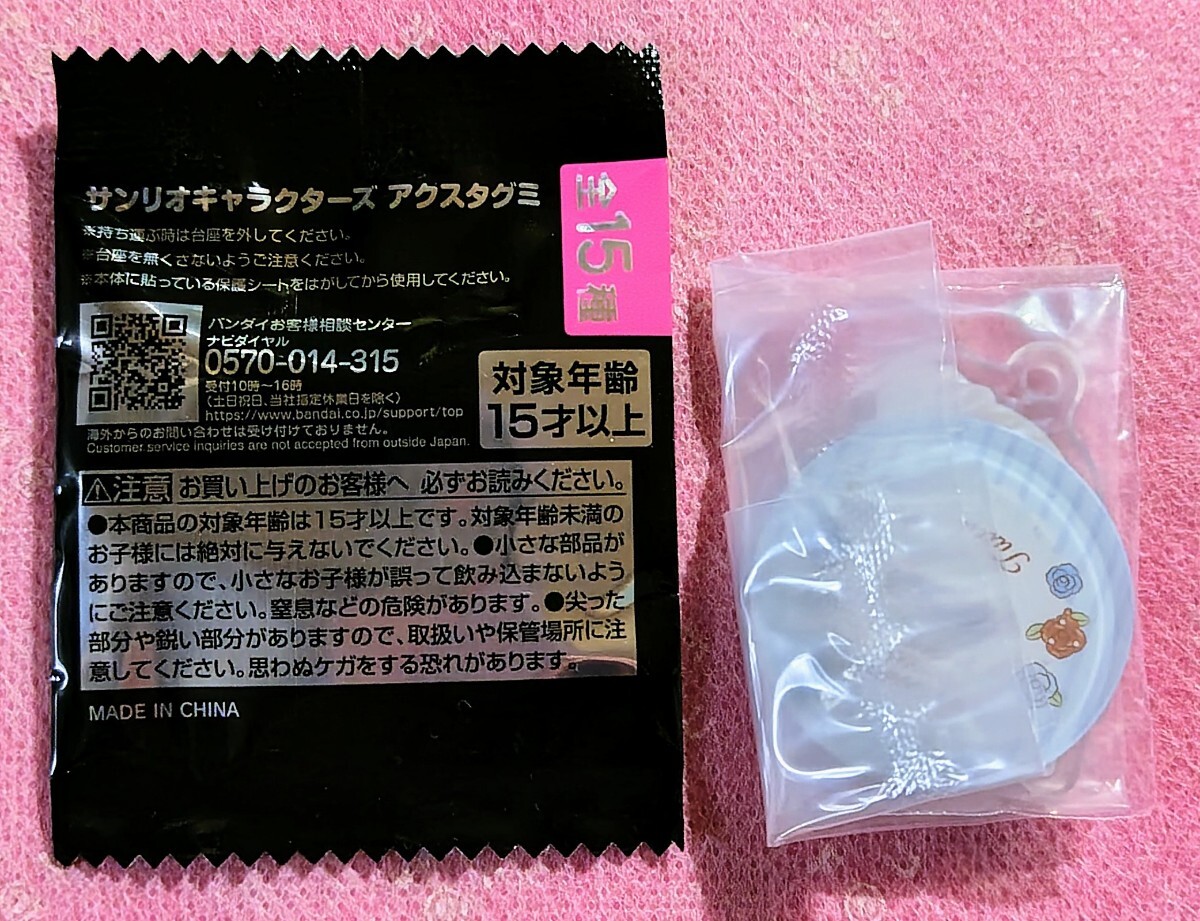 サンリオキャラクターズ アクスタグミ
全15種
※持ち運ぶ時は台座を外してください。
※台座を無くさないようご注意ください。
※本体に貼っている保護シートをはがしてから使用してください。
バンダイお客様相談センター
ナビダイヤル
0570-014-315
受付10時～16時
(土日祝日、当社指定休業日を除く)
https://www.bandai.co.jp/support/top
海外からのお問い合わせは受け付けておりません。
Customer service inquiries are not accepted from outside Japan.
対象年齢
15才以上
注意 お買い上げのお客様へ 必ずお読みください。
●本商品の対象年齢は15才以上です。対象年齢未満の
お子様には絶対に与えないでください。●小さな部品が
ありますので、小さなお子様が誤って飲み込まないよう
にご注意ください。窒息などの危険があります。●尖った
部分や鋭い部分がありますので、取扱いや保管場所に注
意してください。思わぬケガをする恐れがあります。
MADE IN CHINA